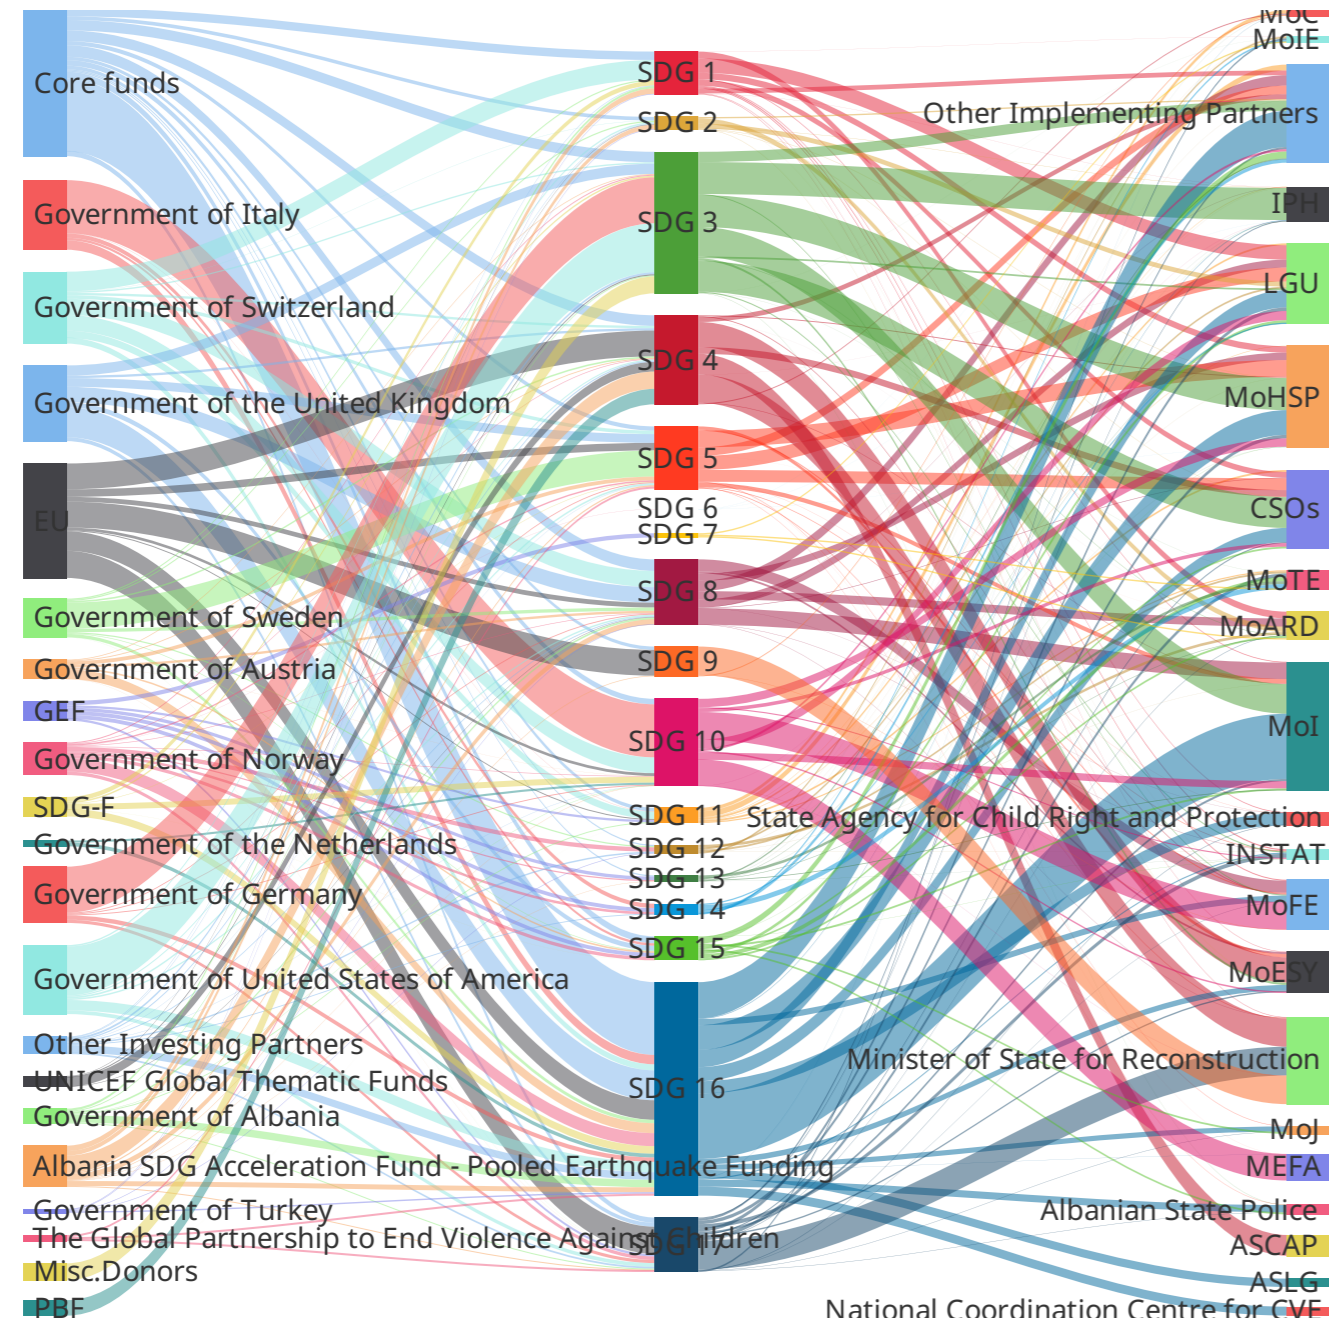 Core funds
Government of Italy
Government of Switzerland
Government of the United Kingdom
EU
Government of Sweden
Government of Austria
GEF
Government of Norway
SDG-F
Government of the Netherlands
Government of Germany
Government of United States of America
Other Investing Partners
UNICEF Global Thematic Funds
Government of Albania
Albania SDG Acceleration Fund - Pooled Earthquake Funding
Government of Turkey
The Global Partnership to End Violence Against Children
Misc.Donors
PBF
SDG 1
SDG 2
SDG 3
SDG 4
SDG 5
SDG 6
SDG 7
SDG 8
SDG 9
SDG 10
SDG 11
SDG 12
SDG 13
SDG 14
SDG 15
SDG 16
SDG 17
MoC
MoIE
Other Implementing Partners
IPH
LGU
MoHSP
CSOs
MoTE
MoARD
MoI
State Agency for Child Right and Protection
INSTAT
MoFE
MoESY
Minister of State for Reconstruction
MoJ
MEFA
Albanian State Police
ASCAP
ASLG
National Coordination Centre for CVE